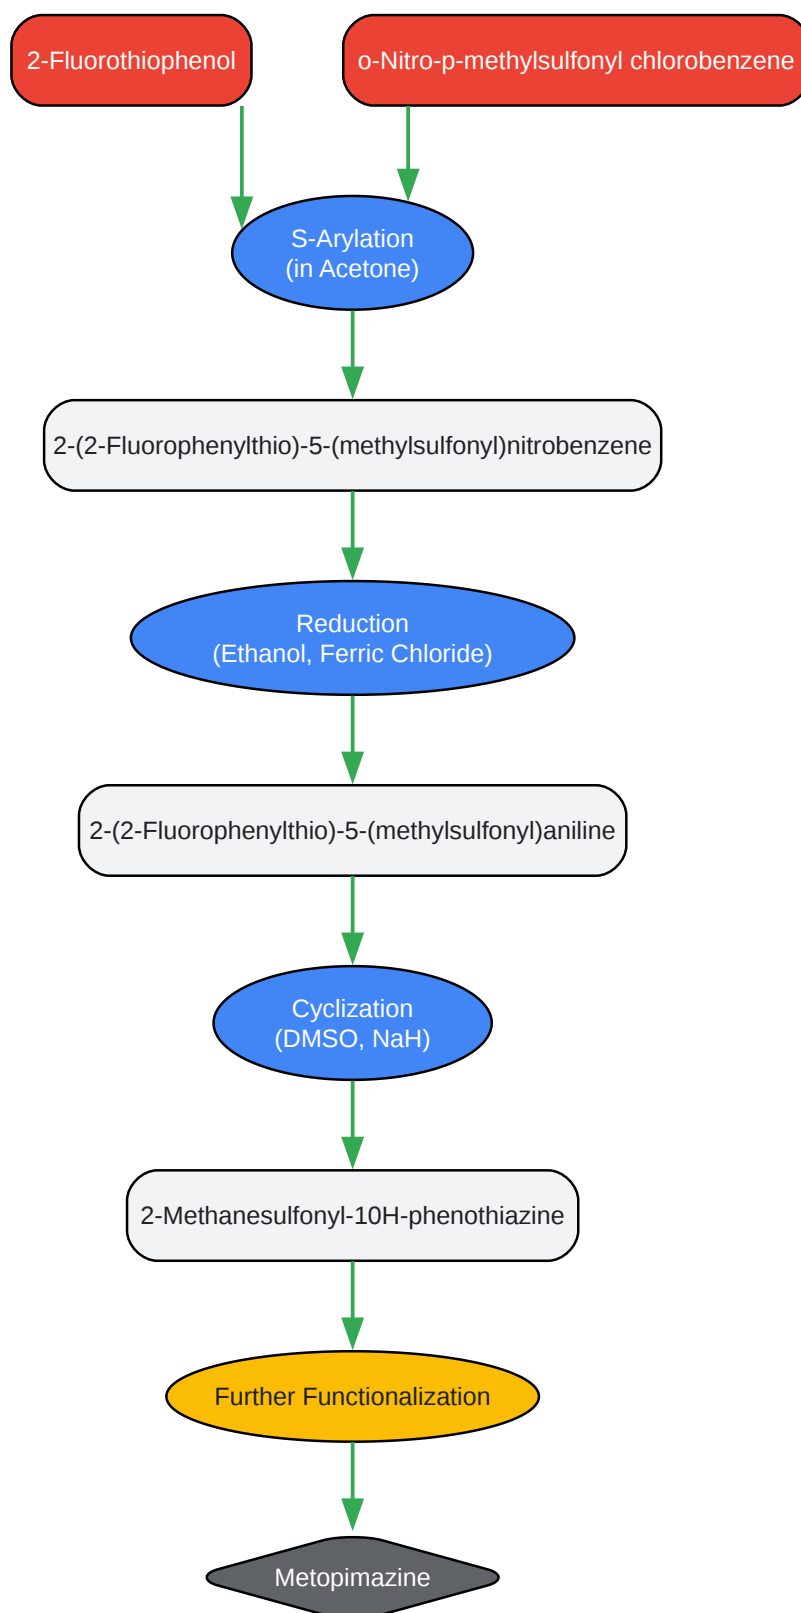 2-Fluorothiophenol
o-Nitro-p-methylsulfonyl chlorobenzene
S-Arylation
(in Acetone)
2-(2-Fluorophenylthio)-5-(methylsulfonyl)nitrobenzene
Reduction
(Ethanol, Ferric Chloride)
2-(2-Fluorophenylthio)-5-(methylsulfonyl)aniline
Cyclization
(DMSO, NaH)
2-Methanesulfonyl-10H-phenothiazine
Further Functionalization
Metopimazine